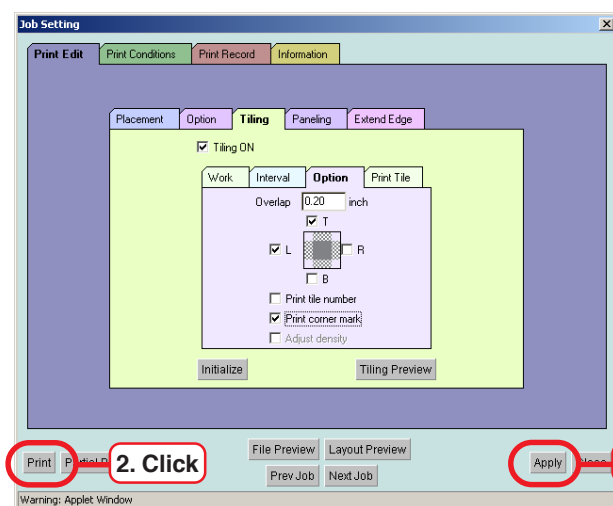 Job Setting
Print Edit Print Conditions Print Record Information
Placement Option Tiling Paneling Extend Edge
Tiling ON
Work Interval Option Print Tile
Overlap 0.20 inch
T
L R
B
Print tile number
Print corner mark
Adjust density
Initialize Tiling Preview
File Preview Layout Preview
Print 2. Click Apply
Prev Job Next Job
Warning: Applet Window